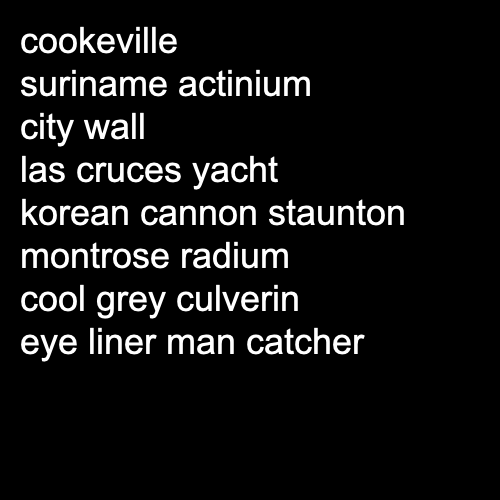 cookeville
suriname actinium
city wall
las cruces yacht
korean cannon staunton
montrose radium
cool grey culverin
eye liner man catcher